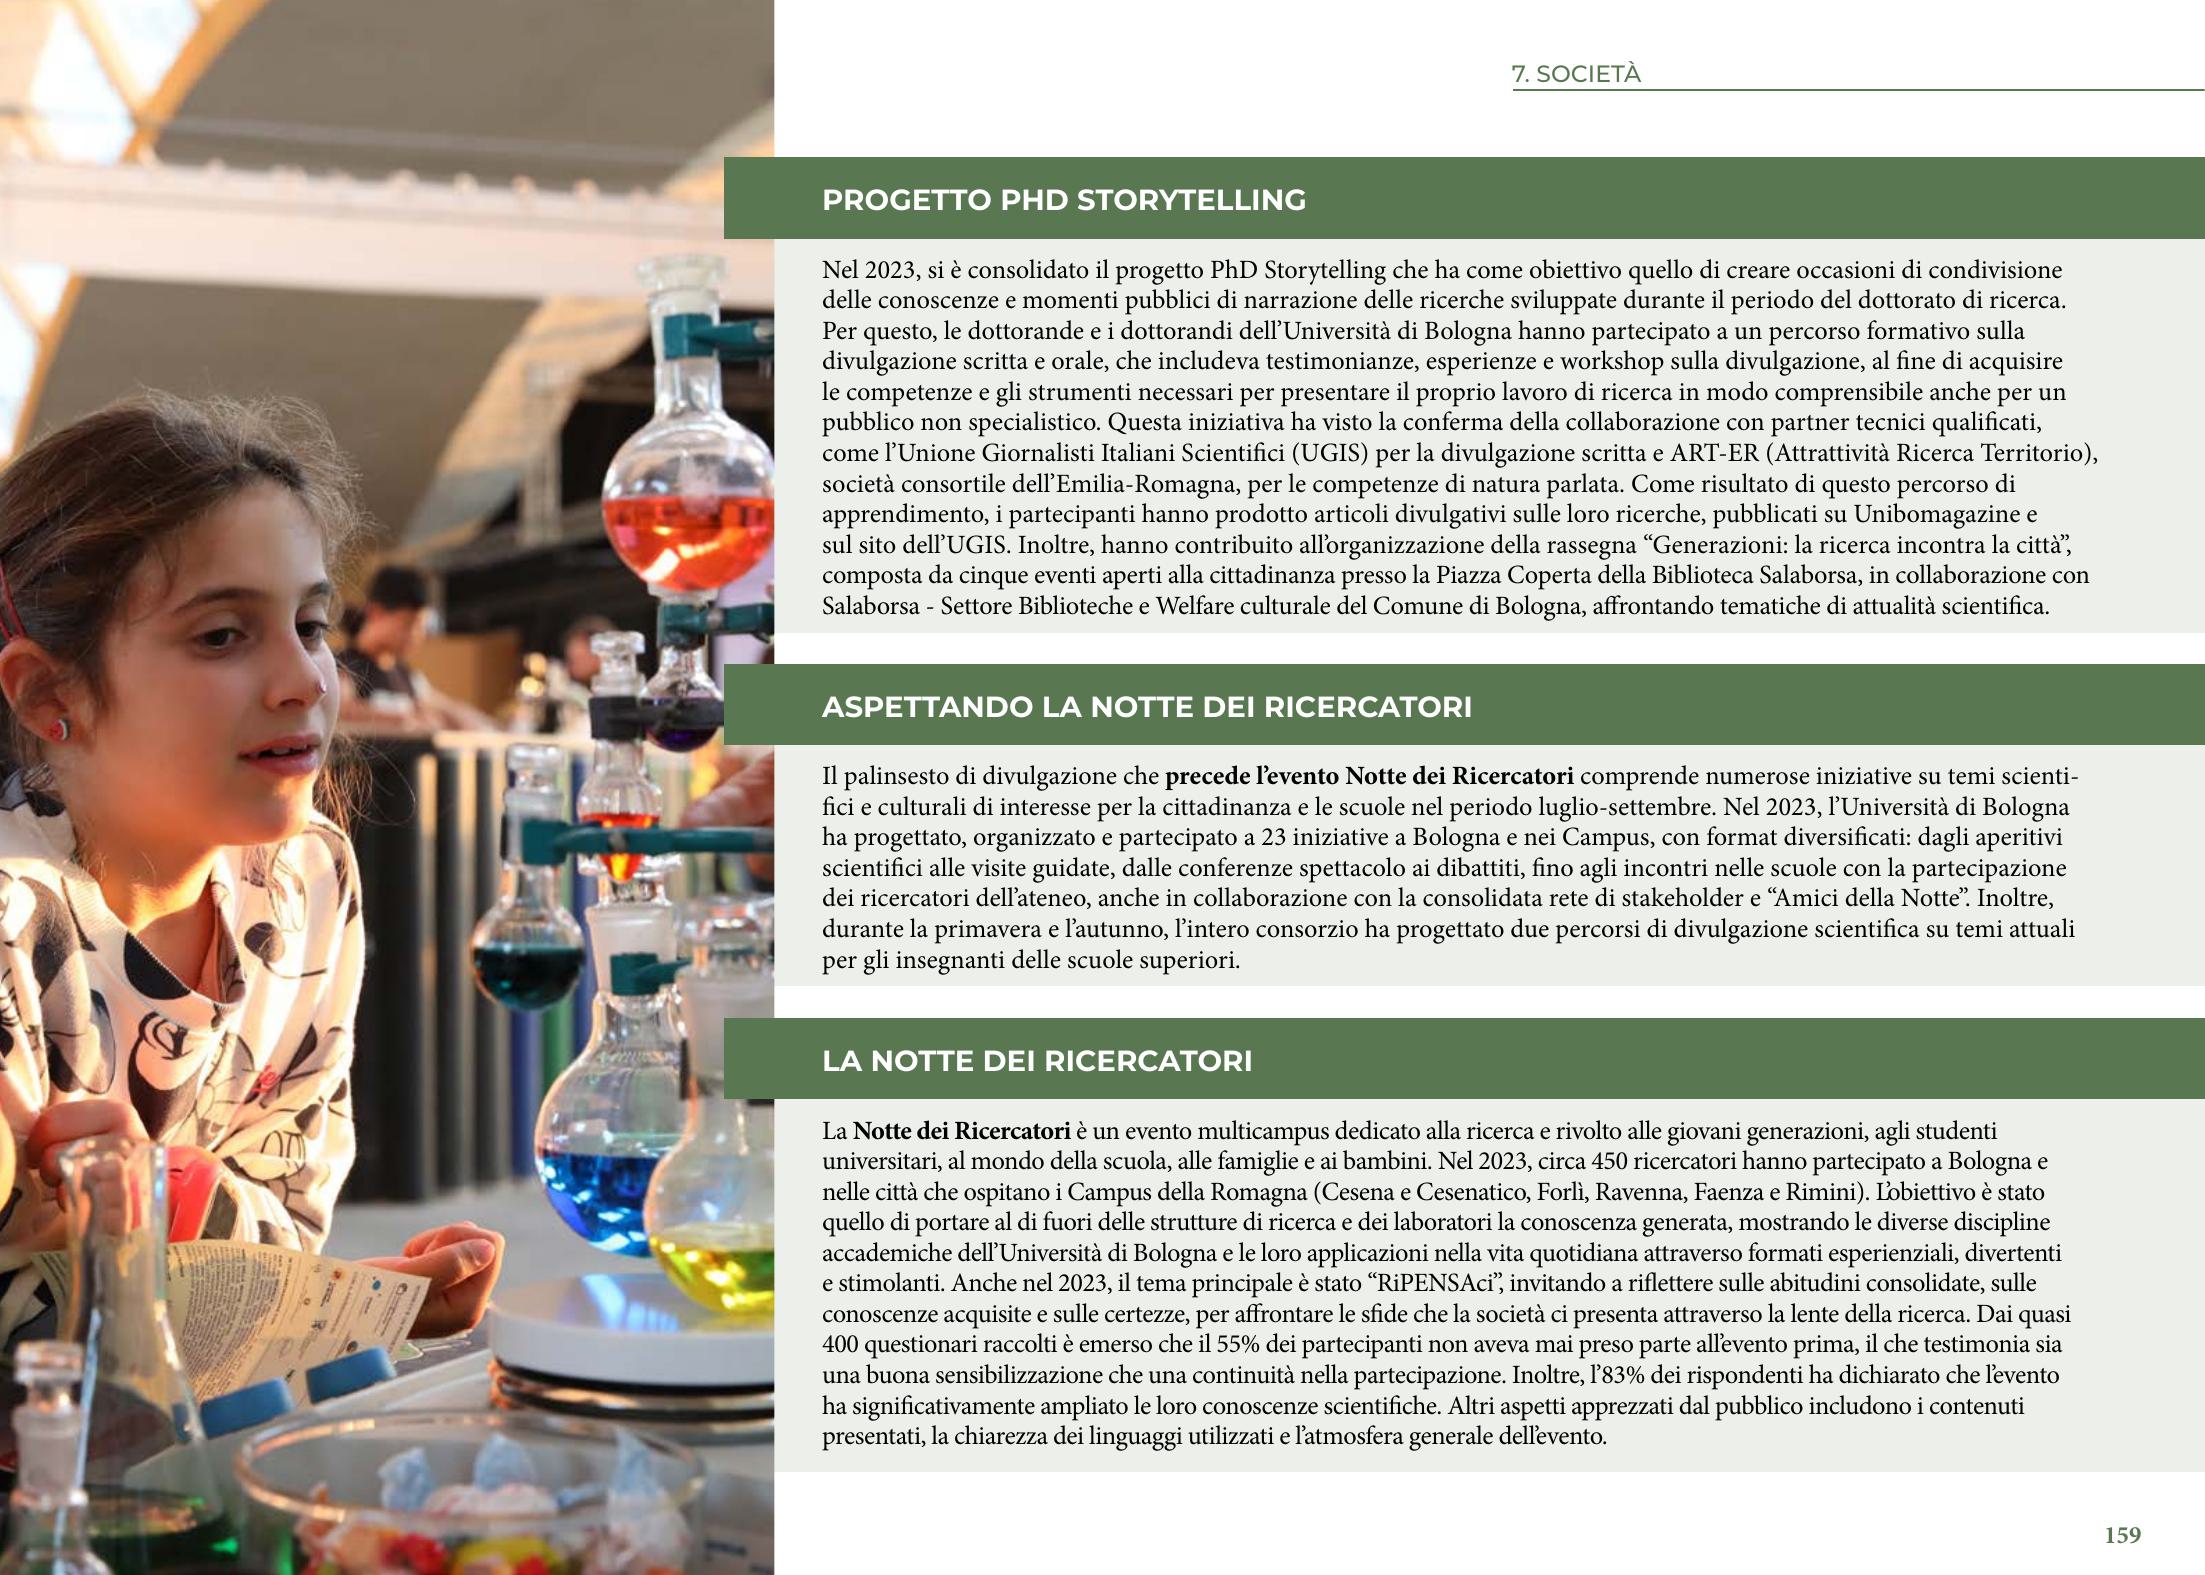 7. SOCIETÀ
PROGETTO PHD STORYTELLING
Nel 2023, si è consolidato il progetto PhD Storytelling che ha come obiettivo quello di creare occasioni di condivisione
delle conoscenze e momenti pubblici di narrazione delle ricerche sviluppate durante il periodo del dottorato di ricerca.
Per questo, le dottorande e i dottorandi dell’Università di Bologna hanno partecipato a un percorso formativo sulla
divulgazione scritta e orale, che includeva testimonianze, esperienze e workshop sulla divulgazione, al fine di acquisire
le competenze e gli strumenti necessari per presentare il proprio lavoro di ricerca in modo comprensibile anche per un
pubblico non specialistico. Questa iniziativa ha visto la conferma della collaborazione con partner tecnici qualificati,
come l’Unione Giornalisti Italiani Scientifici (UGIS) per la divulgazione scritta e ART-ER (Attrattività Ricerca Territorio),
società consortile dell’Emilia-Romagna, per le competenze di natura parlata. Come risultato di questo percorso di
apprendimento, i partecipanti hanno prodotto articoli divulgativi sulle loro ricerche, pubblicati su Unibomagazine e
sul sito dell’UGIS. Inoltre, hanno contribuito all’organizzazione della rassegna “Generazioni: la ricerca incontra la città”,
composta da cinque eventi aperti alla cittadinanza presso la Piazza Coperta della Biblioteca Salaborsa, in collaborazione con
Salaborsa - Settore Biblioteche e Welfare culturale del Comune di Bologna, affrontando tematiche di attualità scientifica.
ASPETTANDO LA NOTTE DEI RICERCATORI
Il palinsesto di divulgazione che precede l’evento Notte dei Ricercatori comprende numerose iniziative su temi scienti-
fici e culturali di interesse per la cittadinanza e le scuole nel periodo luglio-settembre. Nel 2023, l’Università di Bologna
ha progettato, organizzato e partecipato a 23 iniziative a Bologna e nei Campus, con format diversificati: dagli aperitivi
scientifici alle visite guidate, dalle conferenze spettacolo ai dibattiti, fino agli incontri nelle scuole con la partecipazione
dei ricercatori dell’ateneo, anche in collaborazione con la consolidata rete di stakeholder e “Amici della Notte”. Inoltre,
durante la primavera e l’autunno, l’intero consorzio ha progettato due percorsi di divulgazione scientifica su temi attuali
per gli insegnanti delle scuole superiori.
LA NOTTE DEI RICERCATORI
La Notte dei Ricercatori è un evento multicampus dedicato alla ricerca e rivolto alle giovani generazioni, agli studenti
universitari, al mondo della scuola, alle famiglie e ai bambini. Nel 2023, circa 450 ricercatori hanno partecipato a Bologna e
nelle città che ospitano i Campus della Romagna (Cesena e Cesenatico, Forlì, Ravenna, Faenza e Rimini). L’obiettivo è stato
quello di portare al di fuori delle strutture di ricerca e dei laboratori la conoscenza generata, mostrando le diverse discipline
accademiche dell’Università di Bologna e le loro applicazioni nella vita quotidiana attraverso formati esperienziali, divertenti
e stimolanti. Anche nel 2023, il tema principale è stato “RiPENSAci”, invitando a riflettere sulle abitudini consolidate, sulle
conoscenze acquisite e sulle certezze, per affrontare le sfide che la società ci presenta attraverso la lente della ricerca. Dai quasi
400 questionari raccolti è emerso che il 55% dei partecipanti non aveva mai preso parte all’evento prima, il che testimonia sia
una buona sensibilizzazione che una continuità nella partecipazione. Inoltre, l’83% dei rispondenti ha dichiarato che l’evento
ha significativamente ampliato le loro conoscenze scientifiche. Altri aspetti apprezzati dal pubblico includono i contenuti
presentati, la chiarezza dei linguaggi utilizzati e l’atmosfera generale dell’evento.
159